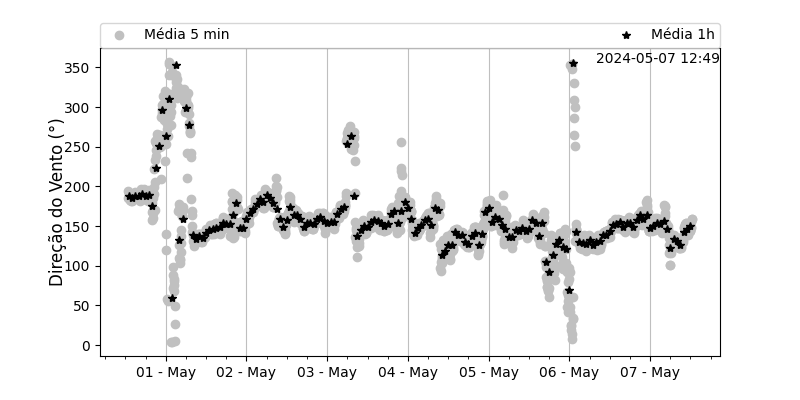 Média 5 min
Média 1h
2024-05-07 12:49
Direção do Vento (°)
350
300
250
200
150
100
50
0
01 - May
02 - May
03 - May
04 - May
05 - May
06 - May
07 - May